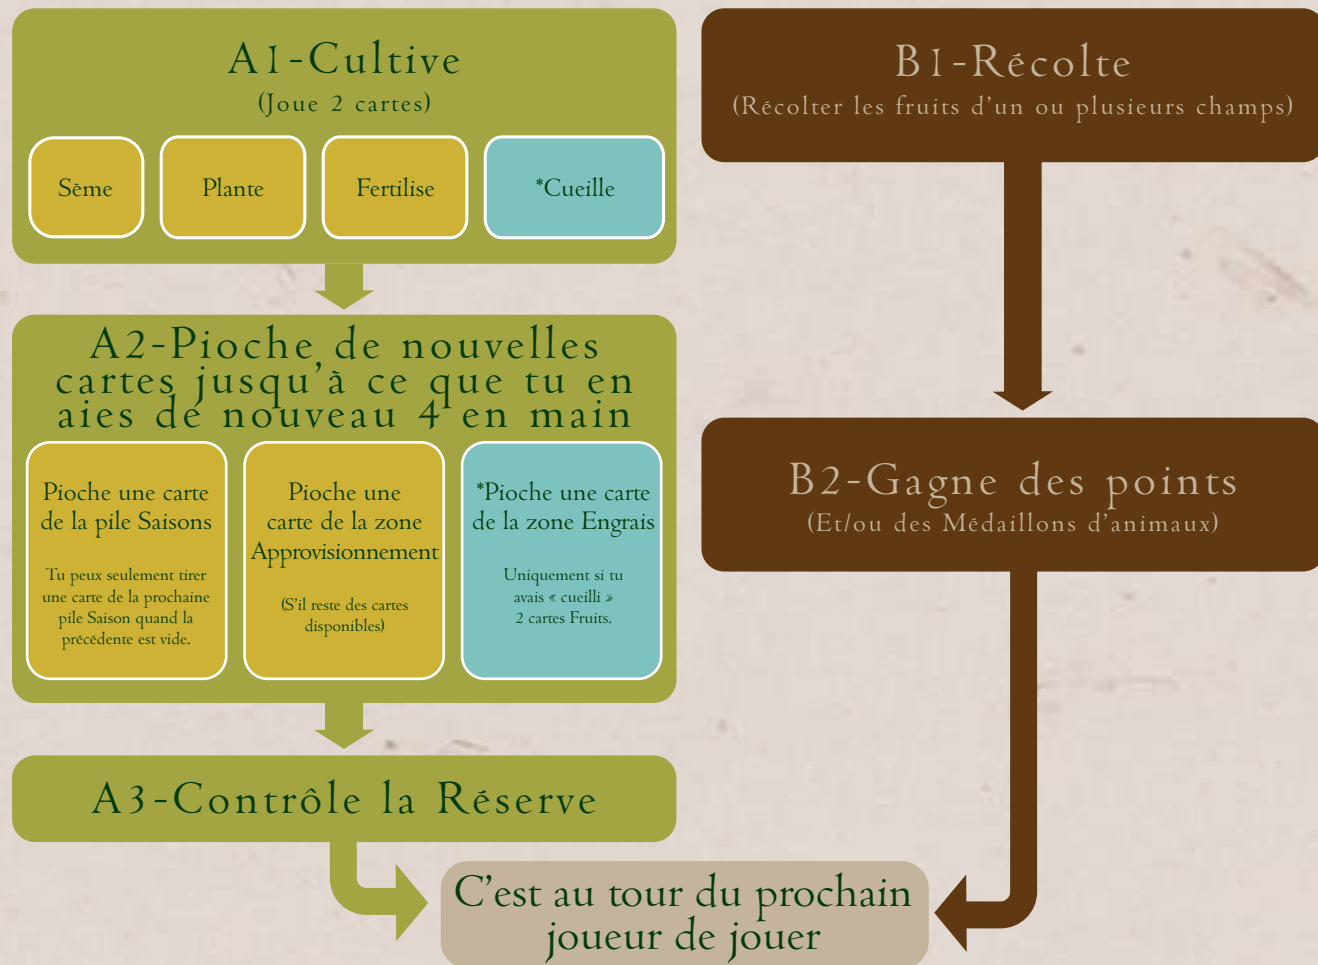 A1-Cultive
(Joue 2 cartes)
Sème
Plante
Fertilise
*Cueille
A2-Pioche de nouvelles
cartes jusqu'à ce que tu en
aies de nouveau 4 en main
Pioche une carte
de la pile Saisons
Tu peux seulement tirer
une carte de la prochaine
pile Saison quand la
précédente est vide.
Pioche une
carte de la zone
Approvisionnement
(S'il reste des cartes
disponibles)
*Pioche une carte
de la zone Engrais
Uniquement si tu
avais « cueilli »
2 cartes Fruits.
A3-Contrôle la Réserve
B1-Récolte
(Récolter les fruits d'un ou plusieurs champs)
B2-Gagne des points
(Et/ou des Médaillons d'animaux)
C'est au tour du prochain
joueur de jouer